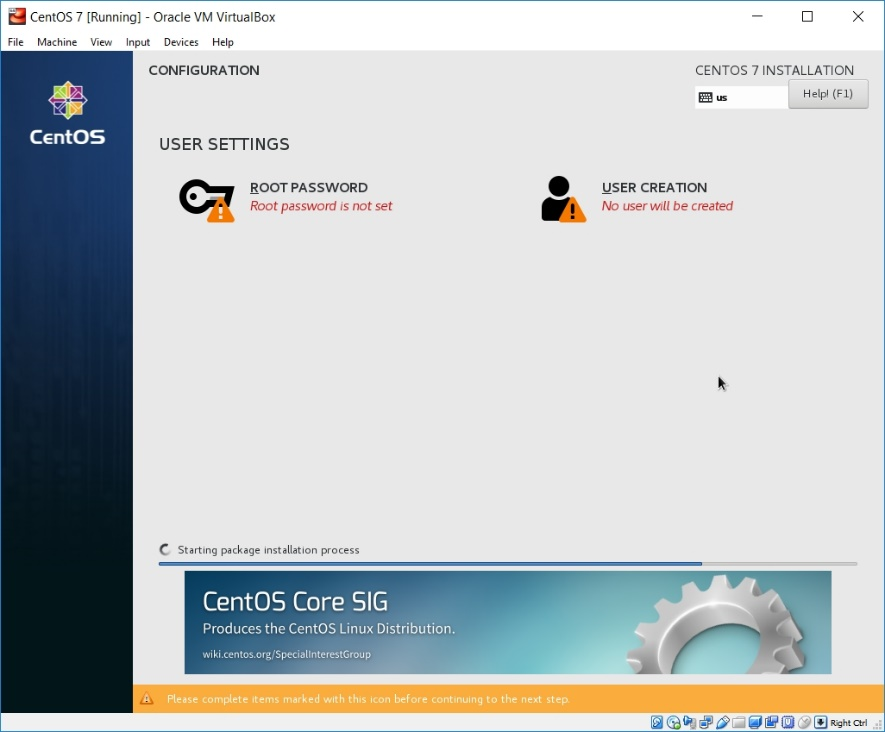 CentOS 7 [Running] - Oracle VM VirtualBox
File Machine View Input Devices Help
CONFIGURATION
CENTOS 7 INSTALLATION
us
Help! (F1)
CentOS
USER SETTINGS
ROOT PASSWORD
Root password is not set
USER CREATION
No user will be created
Starting package installation process
CentOS Core SIG
Produces the CentOS Linux Distribution.
wiki.centos.org/SpecialInterestGroup
Please complete items marked with this icon before continuing to the next step.
Right Ctrl